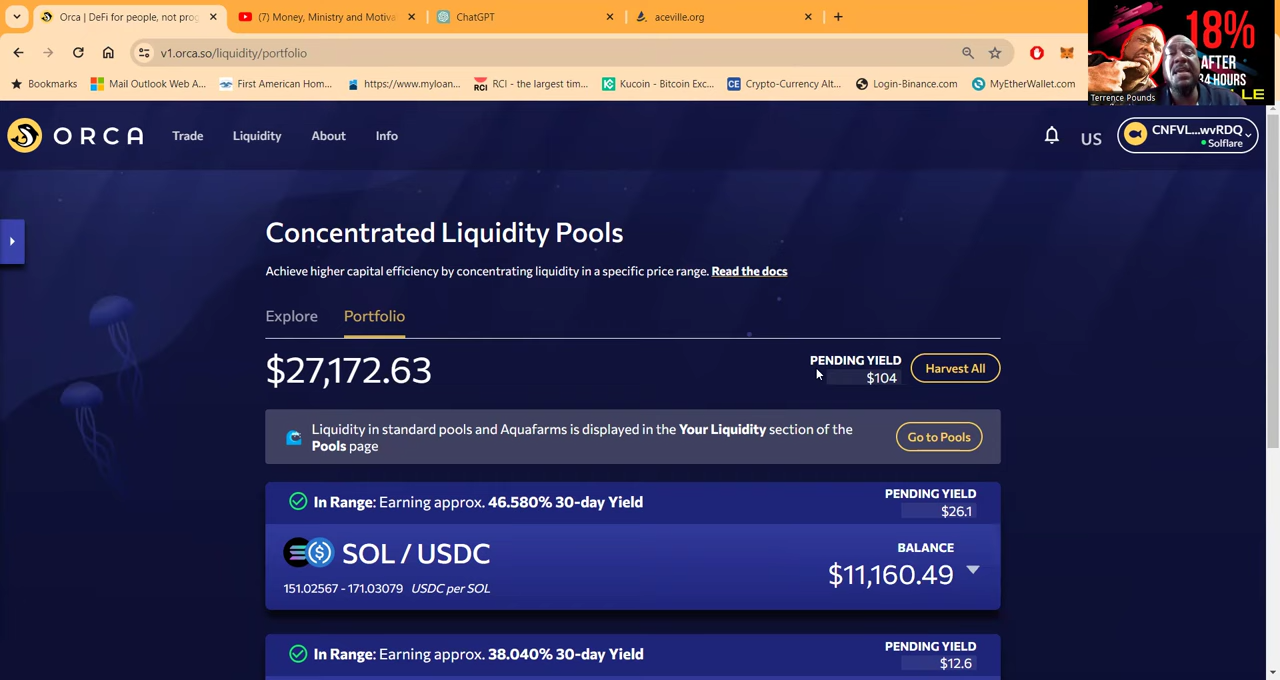 Orca | DeFi for people, not prog
(7) Money, Ministry and Motiva
ChatGPT
aceville.org
v1.orca.so/liquidity/portfolio
Bookmarks
Mail Outlook Web A...
First American Hom...
https://www.myloan...
RCI
RCI - the largest tim...
Kucoin - Bitcoin Exc...
CE
Crypto-Currency Alt...
Login-Binance.com
MyEtherWallet.com
18%
AFTER
34 HOURS
LE
Terrence Pounds
ORCA
Trade
Liquidity
About
Info
US
CNFVL...wvRDQ
Solflare
Concentrated Liquidity Pools
Achieve higher capital efficiency by concentrating liquidity in a specific price range. Read the docs
Explore
Portfolio
$27,172.63
PENDING YIELD
$104
Harvest All
Liquidity in standard pools and Aquafarms is displayed in the Your Liquidity section of the
Pools page
Go to Pools
In Range: Earning approx. 46.580% 30-day Yield
PENDING YIELD
$26.1
SOL / USDC
151.02567 - 171.03079 USDC per SOL
BALANCE
$11,160.49
In Range: Earning approx. 38.040% 30-day Yield
PENDING YIELD
$12.6